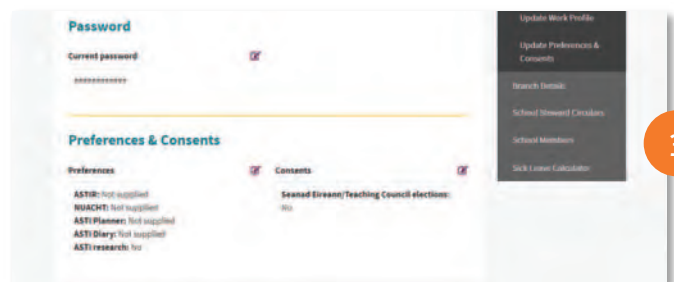 Password
Current password
************
Preferences & Consents
Preferences
ASTIR: Not supplied
NUACHT: Not supplied
ASTI Planner: Not supplied
ASTI Diary: Not supplied
ASTI research: No
Consents
Seanad Eireann/Teaching Council elections:
No
Update Work Profile
Update Preferences &
Consents
Branch Details
School Steward Circulars
School Members
Sick Leave Calculator